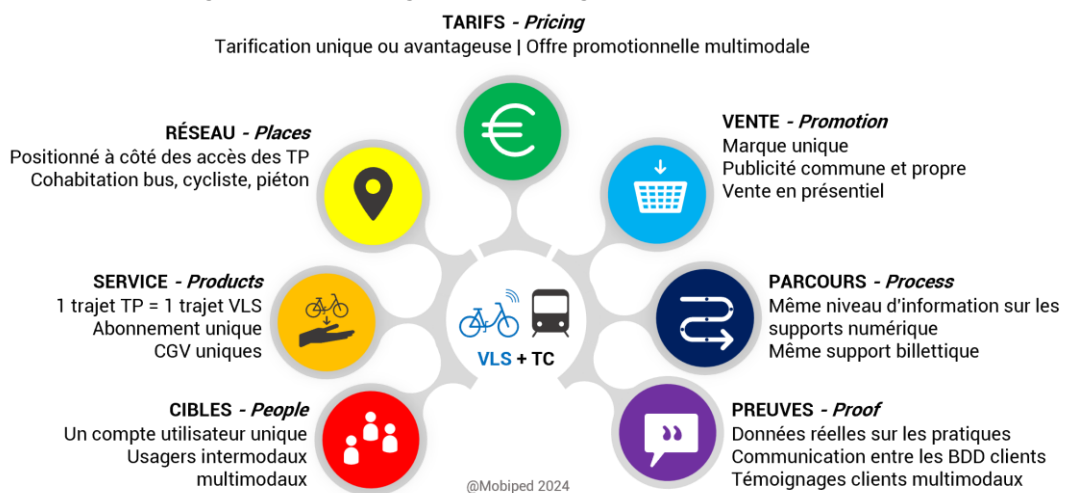 TARIFS - Pricing
Tarification unique ou avantageuse | Offre promotionnelle multimodale
RÉSEAU - Places
Positionné à côté des accès des TP
Cohabitation bus, cycliste, piéton
VENTE - Promotion
Marque unique
Publicité commune et propre
Vente en présentiel
SERVICE - Products
1 trajet TP = 1 trajet VLS
Abonnement unique
CGV uniques
VLS + TC
PARCOURS - Process
Même niveau d'information sur les
supports numérique
Même support billettique
CIBLES - People
Un compte utilisateur unique
Usagers intermodaux
multimodaux
PREUVES - Proof
Données réelles sur les pratiques
Communication entre les BDD clients
Témoignages clients multimodaux
@Mobiped 2024